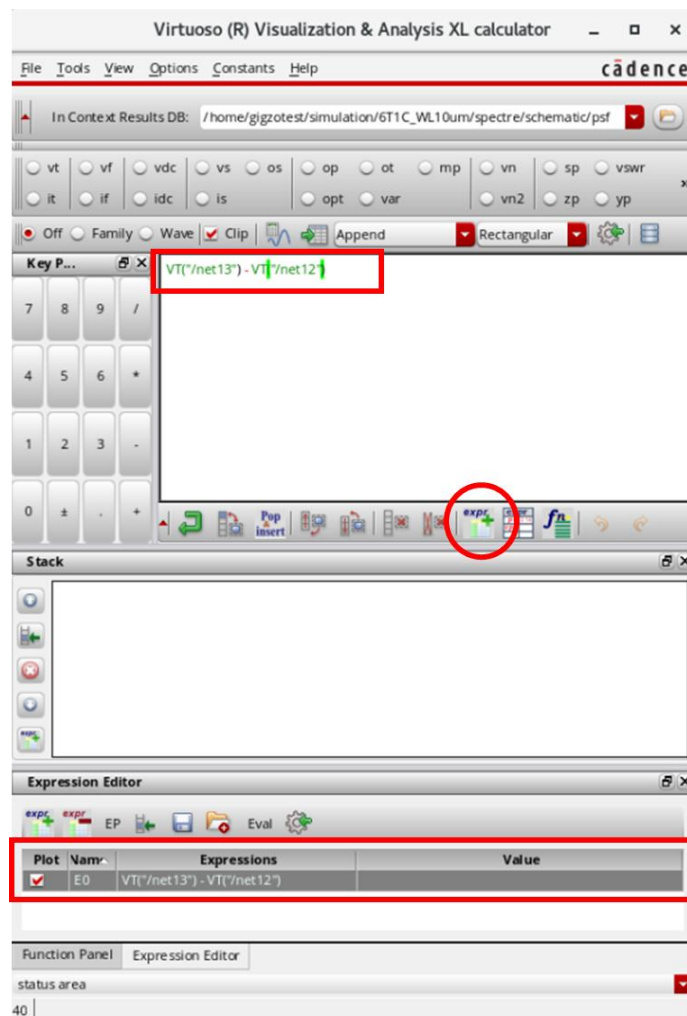 Virtuoso (R) Visualization & Analysis XL calculator
File Tools View Options Constants Help cādence
In Context Results DB: /home/gigzotest/simulation/6T1C_WL10um/spectre/schematic/psf
vt vf vdc vs os op ot mp vn sp vswr
it if idc is opt var vn2 zp yp
Off Family Wave Clip Append Rectangular
Key P...
VT("/net13") - VT("/net12")
7 8 9 /
4 5 6 *
1 2 3 -
0 ± . +
Pop insert expr expr fn
Stack
expr
Expression Editor
expr expr EP Eval
Plot Name Expressions Value
E0 VT("/net13") - VT("/net12")
Function Panel Expression Editor
status area
40